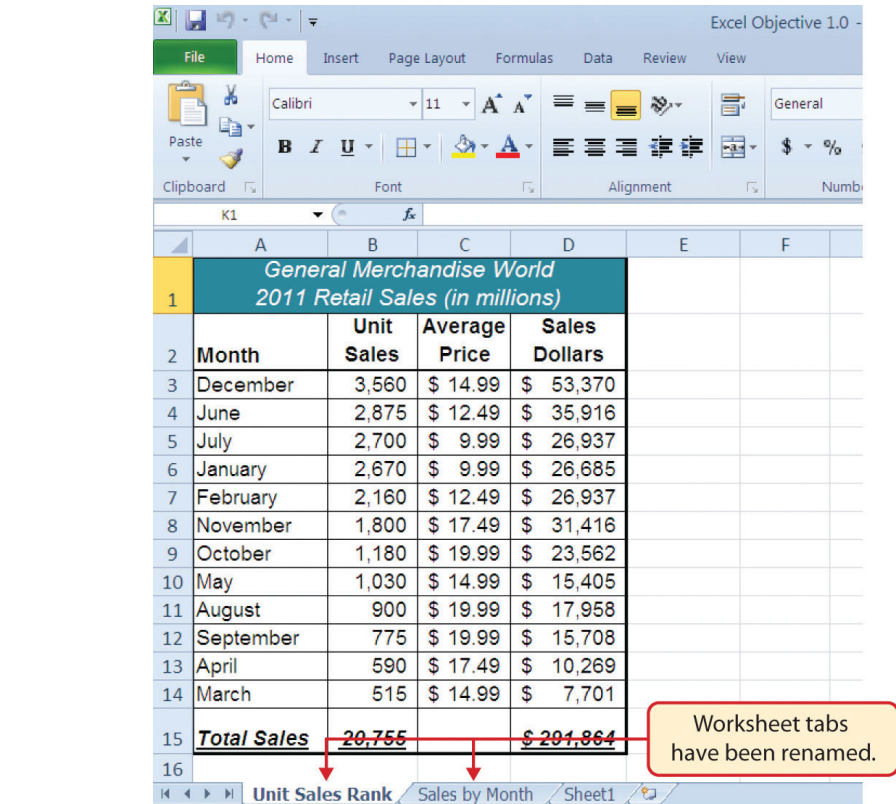 Excel Objective 1.0 -
File Home Insert Page Layout Formulas Data Review View
Calibri 11 A A General
Paste B I U A a $ %
Clipboard Font Alignment Numb
K1 fx
A B C D E F
General Merchandise World
1 2011 Retail Sales (in millions)
Unit Average Sales
2 Month Sales Price Dollars
3 December 3,560 $ 14.99 $ 53,370
4 June 2,875 $ 12.49 $ 35,916
5 July 2,700 $ 9.99 $ 26,937
6 January 2,670 $ 9.99 $ 26,685
7 February 2,160 $ 12.49 $ 26,937
8 November 1,800 $ 17.49 $ 31,416
9 October 1,180 $ 19.99 $ 23,562
10 May 1,030 $ 14.99 $ 15,405
11 August 900 $ 19.99 $ 17,958
12 September 775 $ 19.99 $ 15,708
13 April 590 $ 17.49 $ 10,269
14 March 515 $ 14.99 $ 7,701
15 Total Sales 20,755 $ 291,864
Worksheet tabs
have been renamed.
16
Unit Sales Rank Sales by Month Sheet1